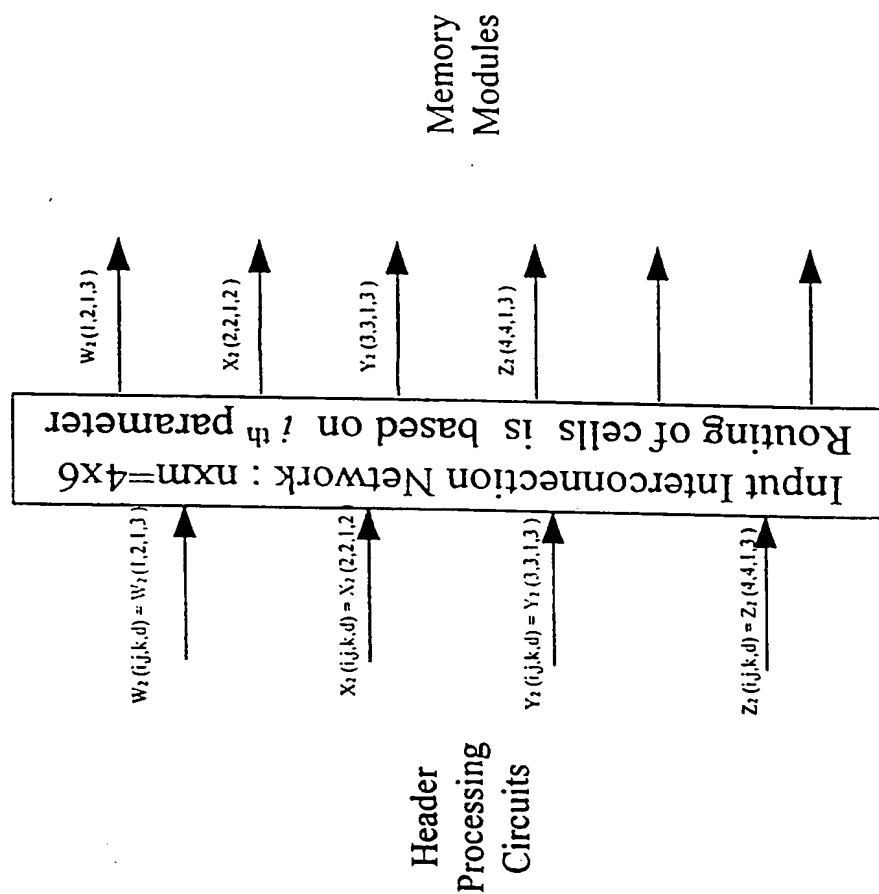 Header
Processing
Circuits
W₂(i,j,k,d) = W₂(1,2,1,3)
X₂(i,j,k,d) = X₂(2,2,1,2)
Y₂(i,j,k,d) = Y₂(3,3,1,3)
Z₂(i,j,k,d) = Z₂(4,4,1,3)
Input Interconnection Network : nxm=4x6
Routing of cells is based on i th parameter
W₂(1,2,1,3)
X₂(2,2,1,2)
Y₂(3,3,1,3)
Z₂(4,4,1,3)
Memory
Modules